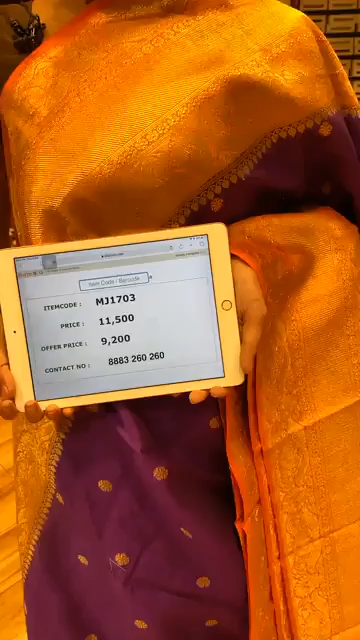 Item Code / Barcode
ITEMCODE : MJ1703
PRICE : 11,500
OFFER PRICE : 9,200
CONTACT NO : 8883 260 260